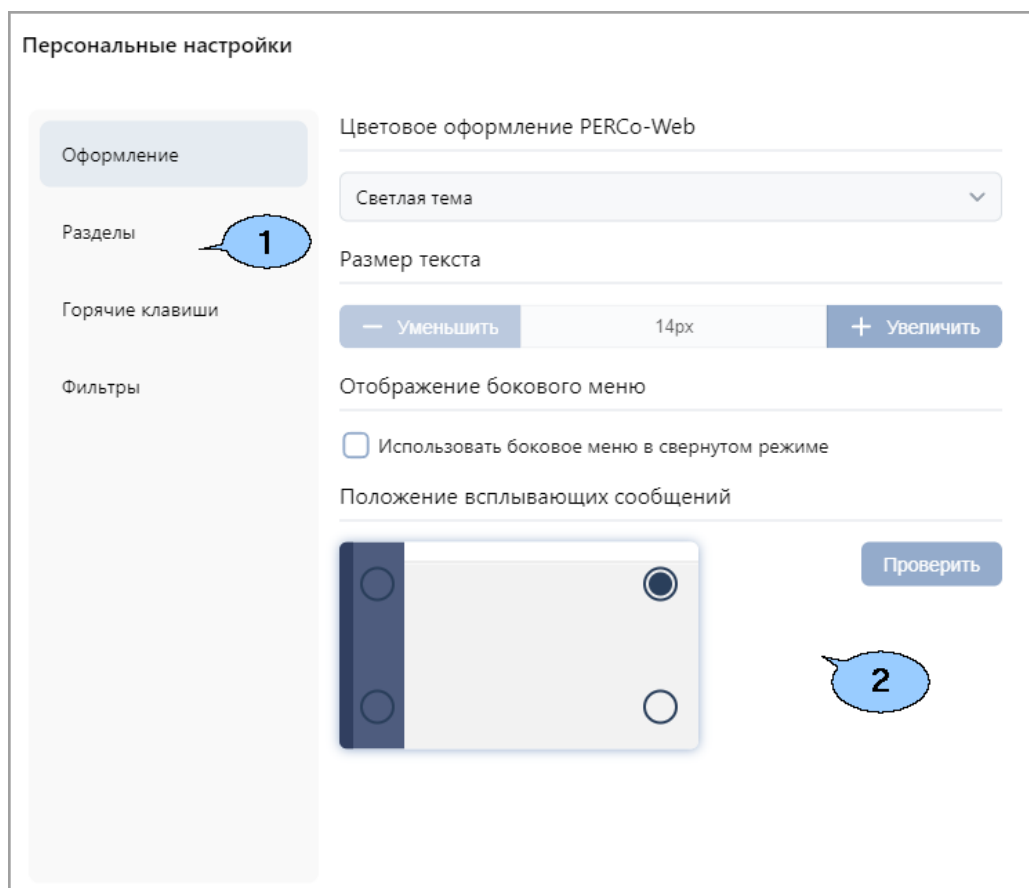 Персональные настройки
Оформление
Разделы
1
Горячие клавиши
Фильтры
Цветовое оформление PERCo-Web
Светлая тема
Размер текста
— Уменьшить
14px
+ Увеличить
Отображение бокового меню
Использовать боковое меню в свернутом режиме
Положение всплывающих сообщений
Проверить
2